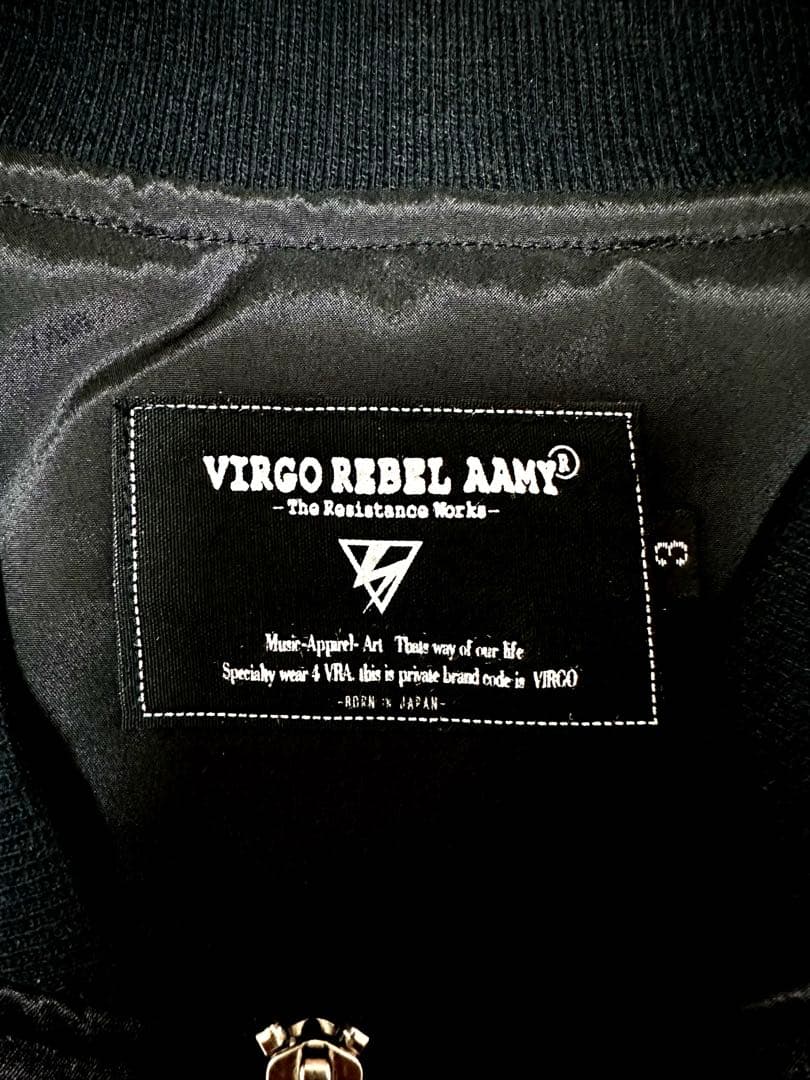 VIRGO REBEL AAMY®
-The Resistance Works-
Music-Apparel- Art Thats way of our life
Specialty wear 4 VRA. this is private brand code is VIRGO
-BORN IN JAPAN-
3